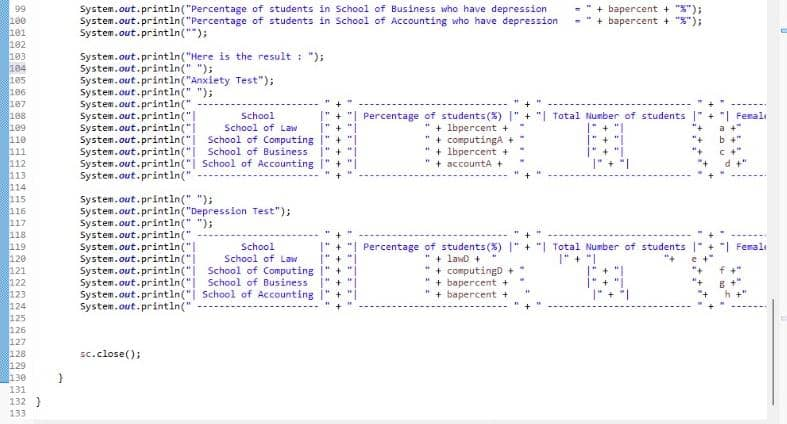 99 System.out.println("Percentage of students in School of Business who have depression = " + bapercent + "%");
100 System.out.println("Percentage of students in School of Accounting who have depression = " + bapercent + "%");
101 System.out.println("");
102
103 System.out.println("Here is the result : ");
104 System.out.println(" ");
105 System.out.println("Anxiety Test");
106 System.out.println(" ");
107 System.out.println(" -------------------- " + " ------------------------- " + " ------------------------- " + " ------
108 System.out.println("| School |" + "| Percentage of students(%) |" + "| Total Number of students |" + "| Femal
109 System.out.println("| School of Law |" + "| " + lbpercent + " |" + "| "+ a +"
110 System.out.println("| School of Computing |" + "| " + computingA + " |" + "| "+ b +"
111 System.out.println("| School of Business |" + "| " + lbpercent + " |" + "| "+ c +"
112 System.out.println("| School of Accounting |" + "| " + accountA + |" + "| "+ d +"
113 System.out.println(" -------------------- " + " ------------------------- " + " ------------------------- " + " ------
114
115 System.out.println(" ");
116 System.out.println("Depression Test");
117 System.out.println(" ");
118 System.out.println(" -------------------- " + " ------------------------- " + " ------------------------- " + " ------
119 System.out.println("| School |" + "| Percentage of students(%) |" + "| Total Number of students |" + "| Femal
120 System.out.println("| School of Law |" + "| " + lawD + " |" + "| "+ e +"
121 System.out.println("| School of Computing |" + "| " + computingD + " |" + "| "+ f +"
122 System.out.println("| School of Business |" + "| " + bapercent + " |" + "| "+ g +"
123 System.out.println("| School of Accounting |" + "| " + bapercent + " |" + "| "+ h +"
124 System.out.println(" -------------------- " + " ------------------------- " + " ------------------------- " + " ------
125
126
127
128 sc.close();
129
130 }
131
132 }
133